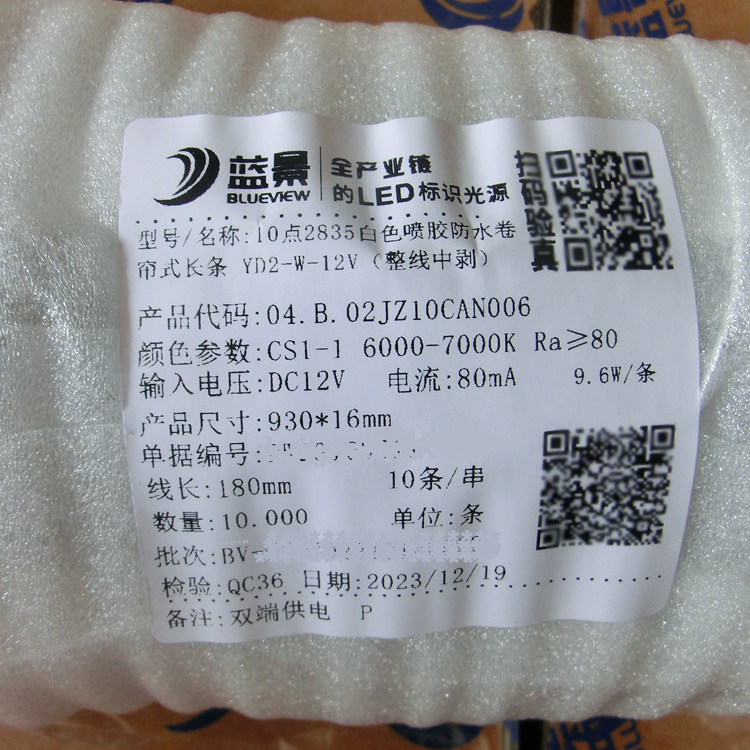 蓝景
BLUEVIEW
全产业链
的LED标识光源
扫码验真
型号/名称:10点2835白色喷胶防水卷
帘式长条 YD2-W-12V（整线中剥）
产品代码:04.B.02JZ10CAN006
颜色参数:CS1-1 6000-7000K Ra≥80
输入电压:DC12V 电流:80mA 9.6W/条
产品尺寸:930*16mm
单据编号:
线长:180mm 10条/串
数量:10.000 单位:条
批次:BV-
检验:QC36 日期:2023/12/19
备注:双端供电 P